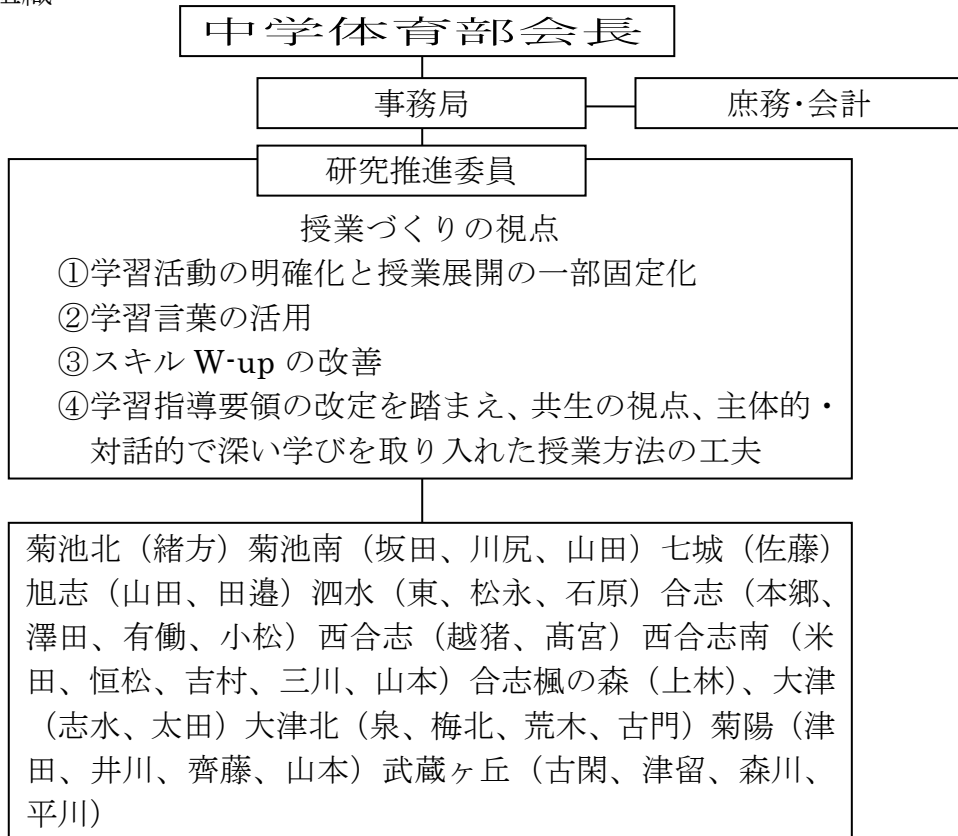 中学体育部会長
事務局
庶務・会計
研究推進委員
授業づくりの視点
①学習活動の明確化と授業展開の一部固定化
②学習言葉の活用
③スキル W-up の改善
④学習指導要領の改定を踏まえ、共生の視点、主体的・
対話的で深い学びを取り入れた授業方法の工夫
菊池北（緒方）菊池南（坂田、川尻、山田）七城（佐藤）
旭志（山田、田邉）泗水（東、松永、石原）合志（本郷、
澤田、有働、小松）西合志（越猪、髙宮）西合志南（米
田、恒松、吉村、三川、山本）合志楓の森（上林）、大津
（志水、太田）大津北（泉、梅北、荒木、古門）菊陽（津
田、井川、齊藤、山本）武蔵ヶ丘（古閑、津留、森川、
平川）